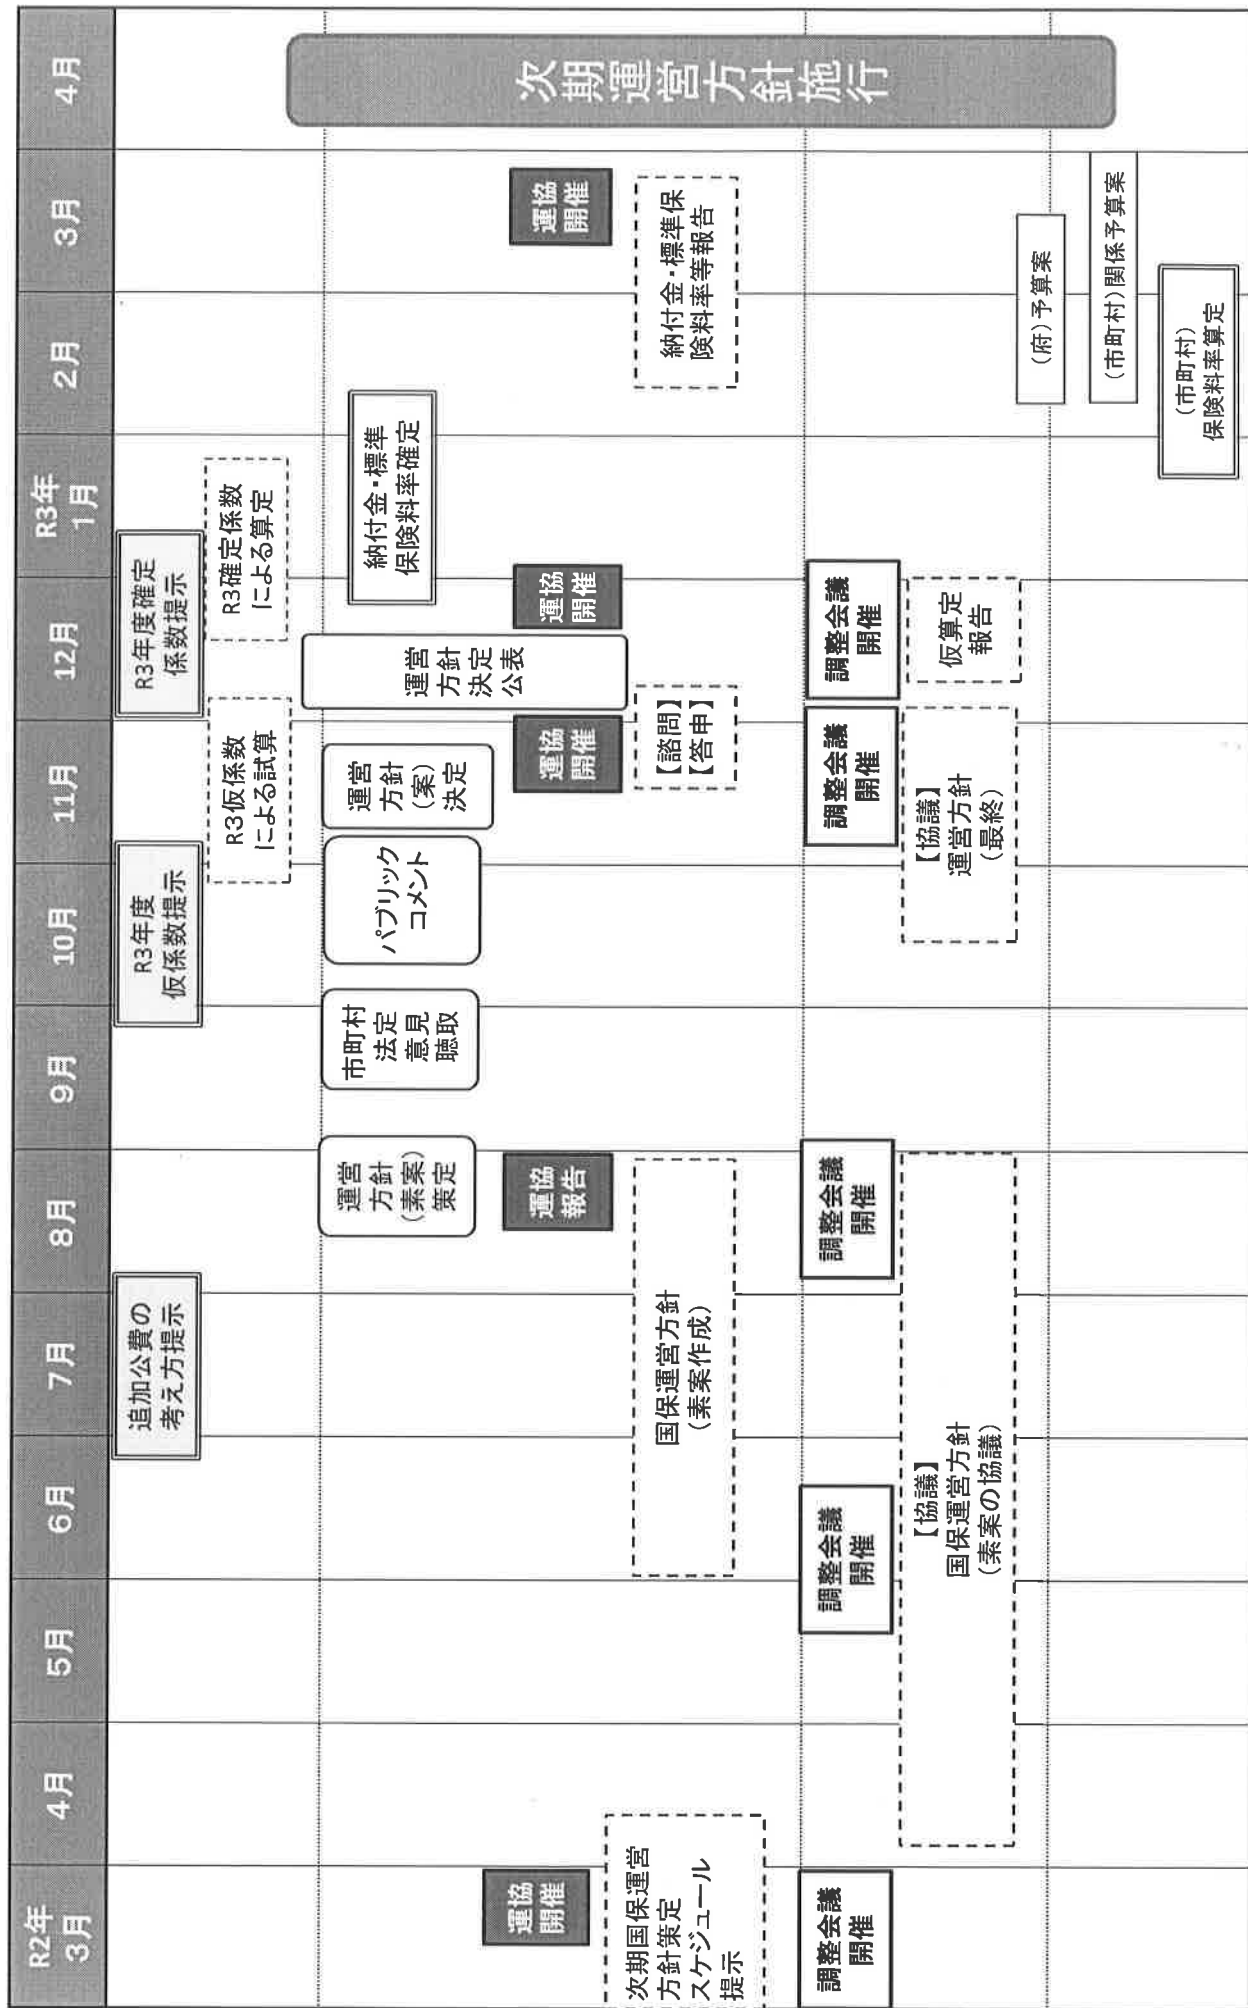 R2年
3月
4月
5月
6月
7月
8月
9月
10月
11月
12月
R3年
1月
2月
3月
4月
追加公費の
考え方提示
R3年度
仮係数提示
R3年度確定
係数提示
R3仮係数
による試算
R3確定係数
による算定
運営
方針
(素案)
策定
市町村
法定
意見
聴取
パブリック
コメント
運営
方針
(案)
決定
運営
方針
決定
公表
納付金・標準
保険料率確定
次期運営方針施行
運協
開催
運協
報告
運協
開催
運協
開催
運協
開催
次期国保運営
方針策定
スケジュール
提示
国保運営方針
(素案作成)
【諮問】
【答申】
納付金・標準保
険料率等報告
調整会議
開催
調整会議
開催
調整会議
開催
調整会議
開催
調整会議
開催
【協議】
国保運営方針
(素案の協議)
【協議】
運営方針
(最終)
仮算定
報告
(府)予算案
(市町村)関係予算案
(市町村)
保険料率算定